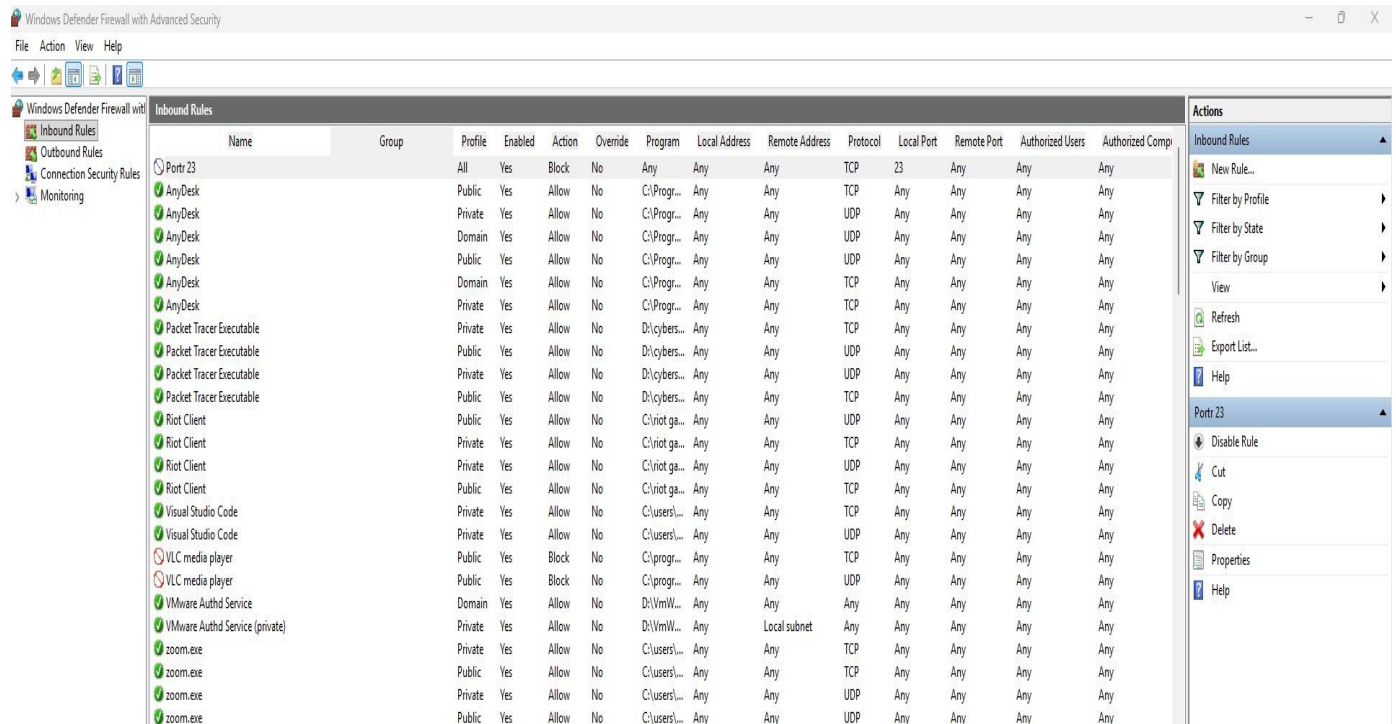 Windows Defender Firewall with Advanced Security
File Action View Help
Windows Defender Firewall witl
Inbound Rules
Outbound Rules
Connection Security Rules
Monitoring
Inbound Rules
Name Group Profile Enabled Action Override Program Local Address Remote Address Protocol Local Port Remote Port Authorized Users Authorized Compu
Portr 23 All Yes Block No Any Any Any TCP 23 Any Any Any
AnyDesk Public Yes Allow No C:\Progr... Any Any TCP Any Any Any Any
AnyDesk Private Yes Allow No C:\Progr... Any Any UDP Any Any Any Any
AnyDesk Domain Yes Allow No C:\Progr... Any Any UDP Any Any Any Any
AnyDesk Public Yes Allow No C:\Progr... Any Any UDP Any Any Any Any
AnyDesk Domain Yes Allow No C:\Progr... Any Any TCP Any Any Any Any
AnyDesk Private Yes Allow No C:\Progr... Any Any TCP Any Any Any Any
Packet Tracer Executable Private Yes Allow No D:\cybers... Any Any TCP Any Any Any Any
Packet Tracer Executable Public Yes Allow No D:\cybers... Any Any UDP Any Any Any Any
Packet Tracer Executable Private Yes Allow No D:\cybers... Any Any UDP Any Any Any Any
Packet Tracer Executable Public Yes Allow No D:\cybers... Any Any TCP Any Any Any Any
Riot Client Public Yes Allow No C:\riot ga... Any Any UDP Any Any Any Any
Riot Client Private Yes Allow No C:\riot ga... Any Any TCP Any Any Any Any
Riot Client Private Yes Allow No C:\riot ga... Any Any UDP Any Any Any Any
Riot Client Public Yes Allow No C:\riot ga... Any Any TCP Any Any Any Any
Visual Studio Code Private Yes Allow No C:\users\... Any Any TCP Any Any Any Any
Visual Studio Code Private Yes Allow No C:\users\... Any Any UDP Any Any Any Any
VLC media player Public Yes Block No C:\progr... Any Any TCP Any Any Any Any
VLC media player Public Yes Block No C:\progr... Any Any UDP Any Any Any Any
VMware Authd Service Domain Yes Allow No D:\VmW... Any Any Any Any Any Any Any
VMware Authd Service (private) Private Yes Allow No D:\VmW... Any Local subnet Any Any Any Any Any
zoom.exe Private Yes Allow No C:\users\... Any Any TCP Any Any Any Any
zoom.exe Public Yes Allow No C:\users\... Any Any TCP Any Any Any Any
zoom.exe Private Yes Allow No C:\users\... Any Any UDP Any Any Any Any
zoom.exe Public Yes Allow No C:\users\... Any Any UDP Any Any Any Any
Actions
Inbound Rules
New Rule...
Filter by Profile
Filter by State
Filter by Group
View
Refresh
Export List...
Help
Portr 23
Disable Rule
Cut
Copy
Delete
Properties
Help